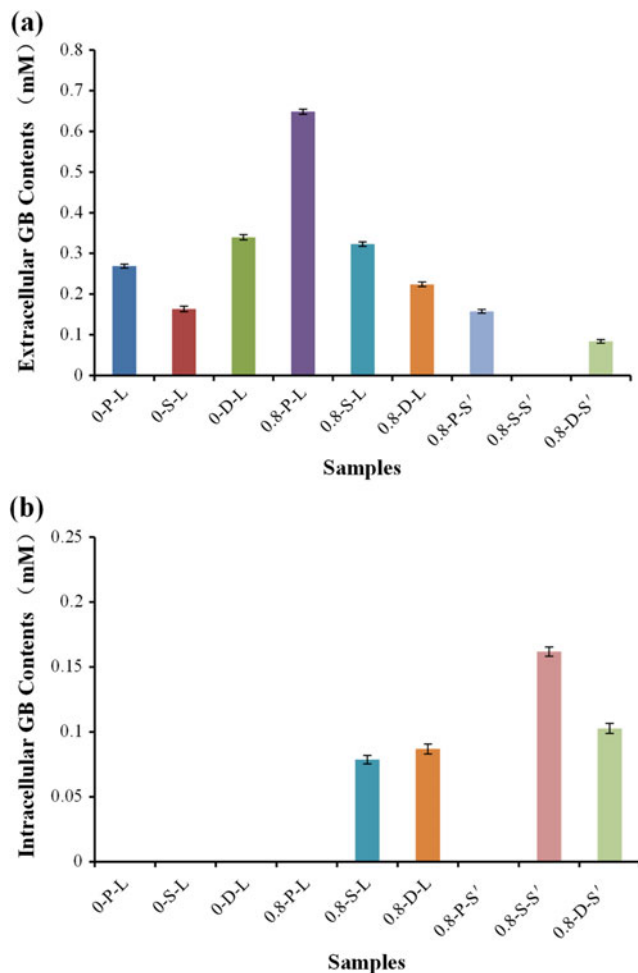 (a)
Extracellular GB Contents（mM）
0.8
0.7
0.6
0.5
0.4
0.3
0.2
0.1
0
0-P-L
0-S-L
0-D-L
0.8-P-L
0.8-S-L
0.8-D-L
0.8-P-S′
0.8-S-S′
0.8-D-S′
Samples
(b)
Intracellular GB Contents（mM）
0.25
0.2
0.15
0.1
0.05
0
0-P-L
0-S-L
0-D-L
0.8-P-L
0.8-S-L
0.8-D-L
0.8-P-S′
0.8-S-S′
0.8-D-S′
Samples